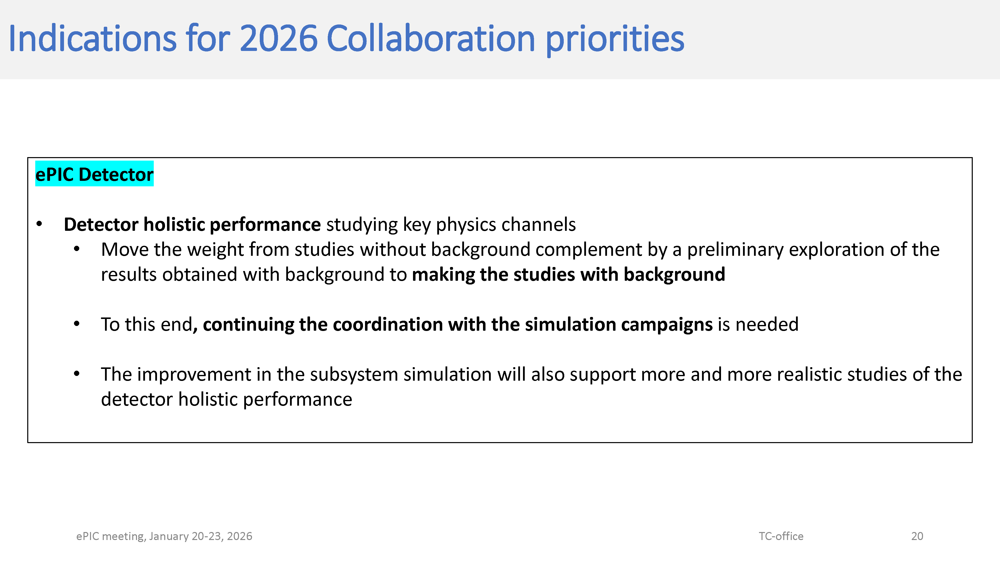 Indications for 2026 Collaboration priorities
ePIC Detector
• Detector holistic performance studying key physics channels
• Move the weight from studies without background complement by a preliminary exploration of the
results obtained with background to making the studies with background
• To this end, continuing the coordination with the simulation campaigns is needed
• The improvement in the subsystem simulation will also support more and more realistic studies of the
detector holistic performance
ePIC meeting, January 20-23, 2026
TC-office
20